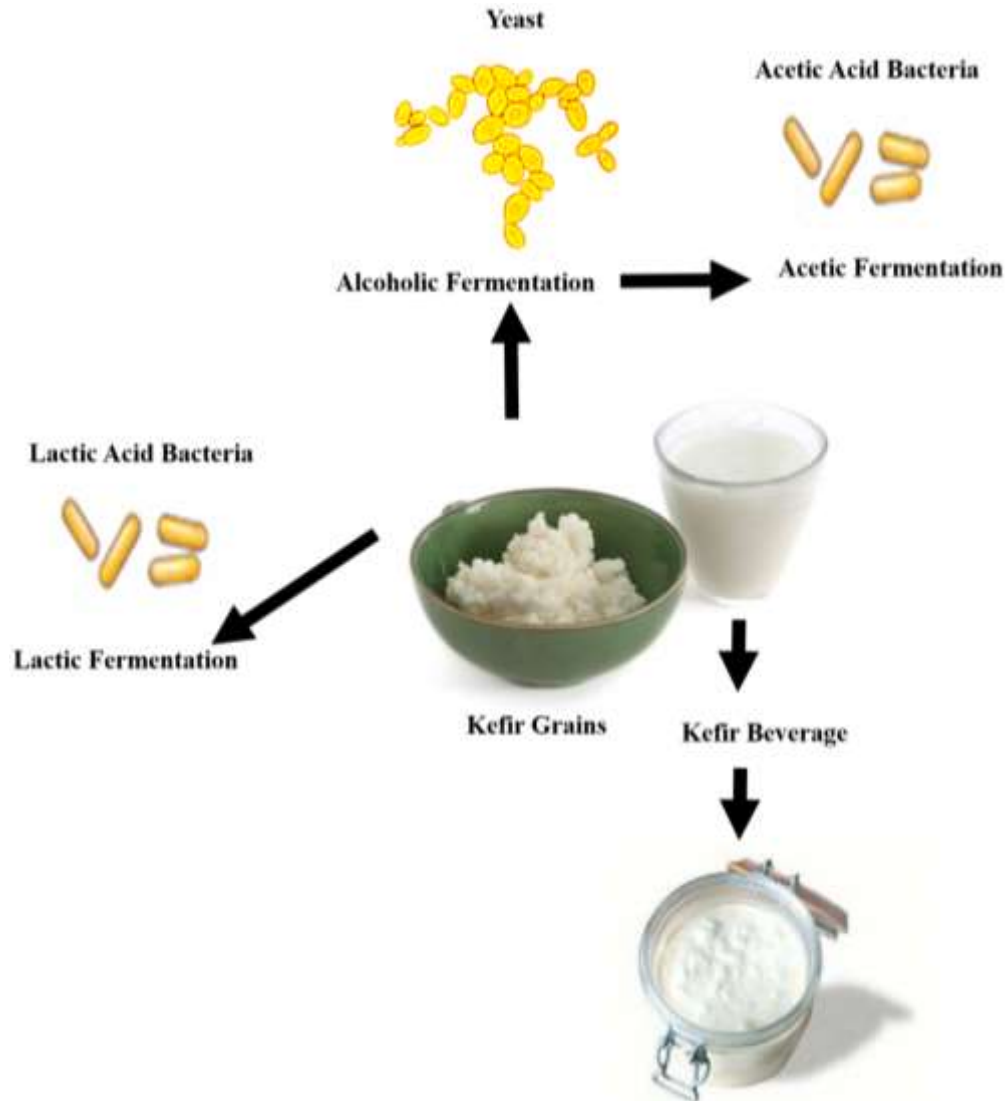 Yeast
Acetic Acid Bacteria
Alcoholic Fermentation
Acetic Fermentation
Lactic Acid Bacteria
Lactic Fermentation
Kefir Grains
Kefir Beverage